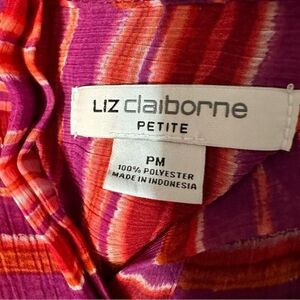 LIZ claiborne
PETITE
PM
100% POLYESTER
MADE IN INDONESIA